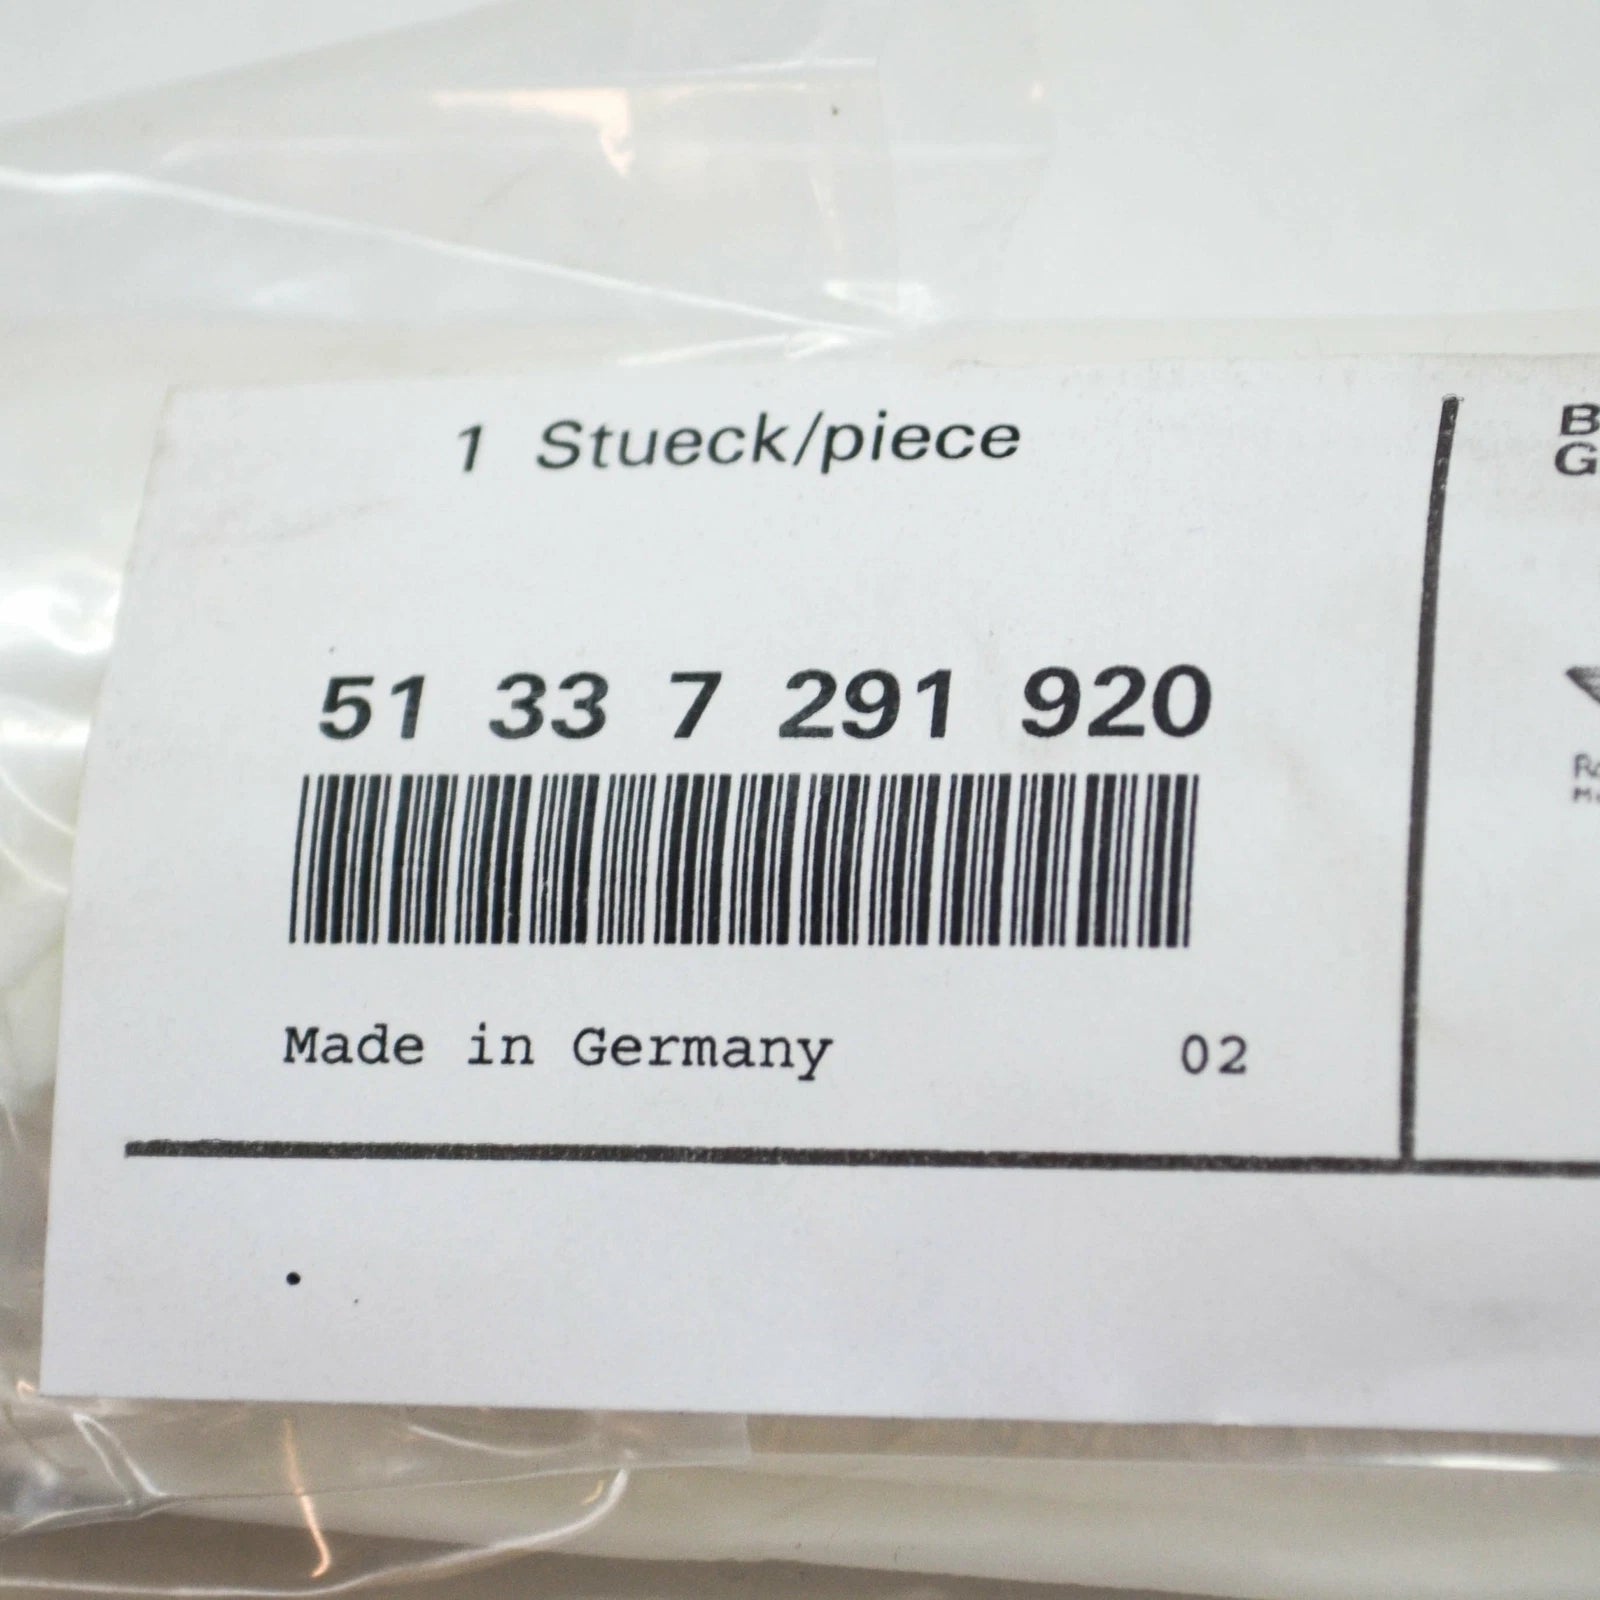 1 Stueck/piece
51 33 7 291 920
Made in Germany 02